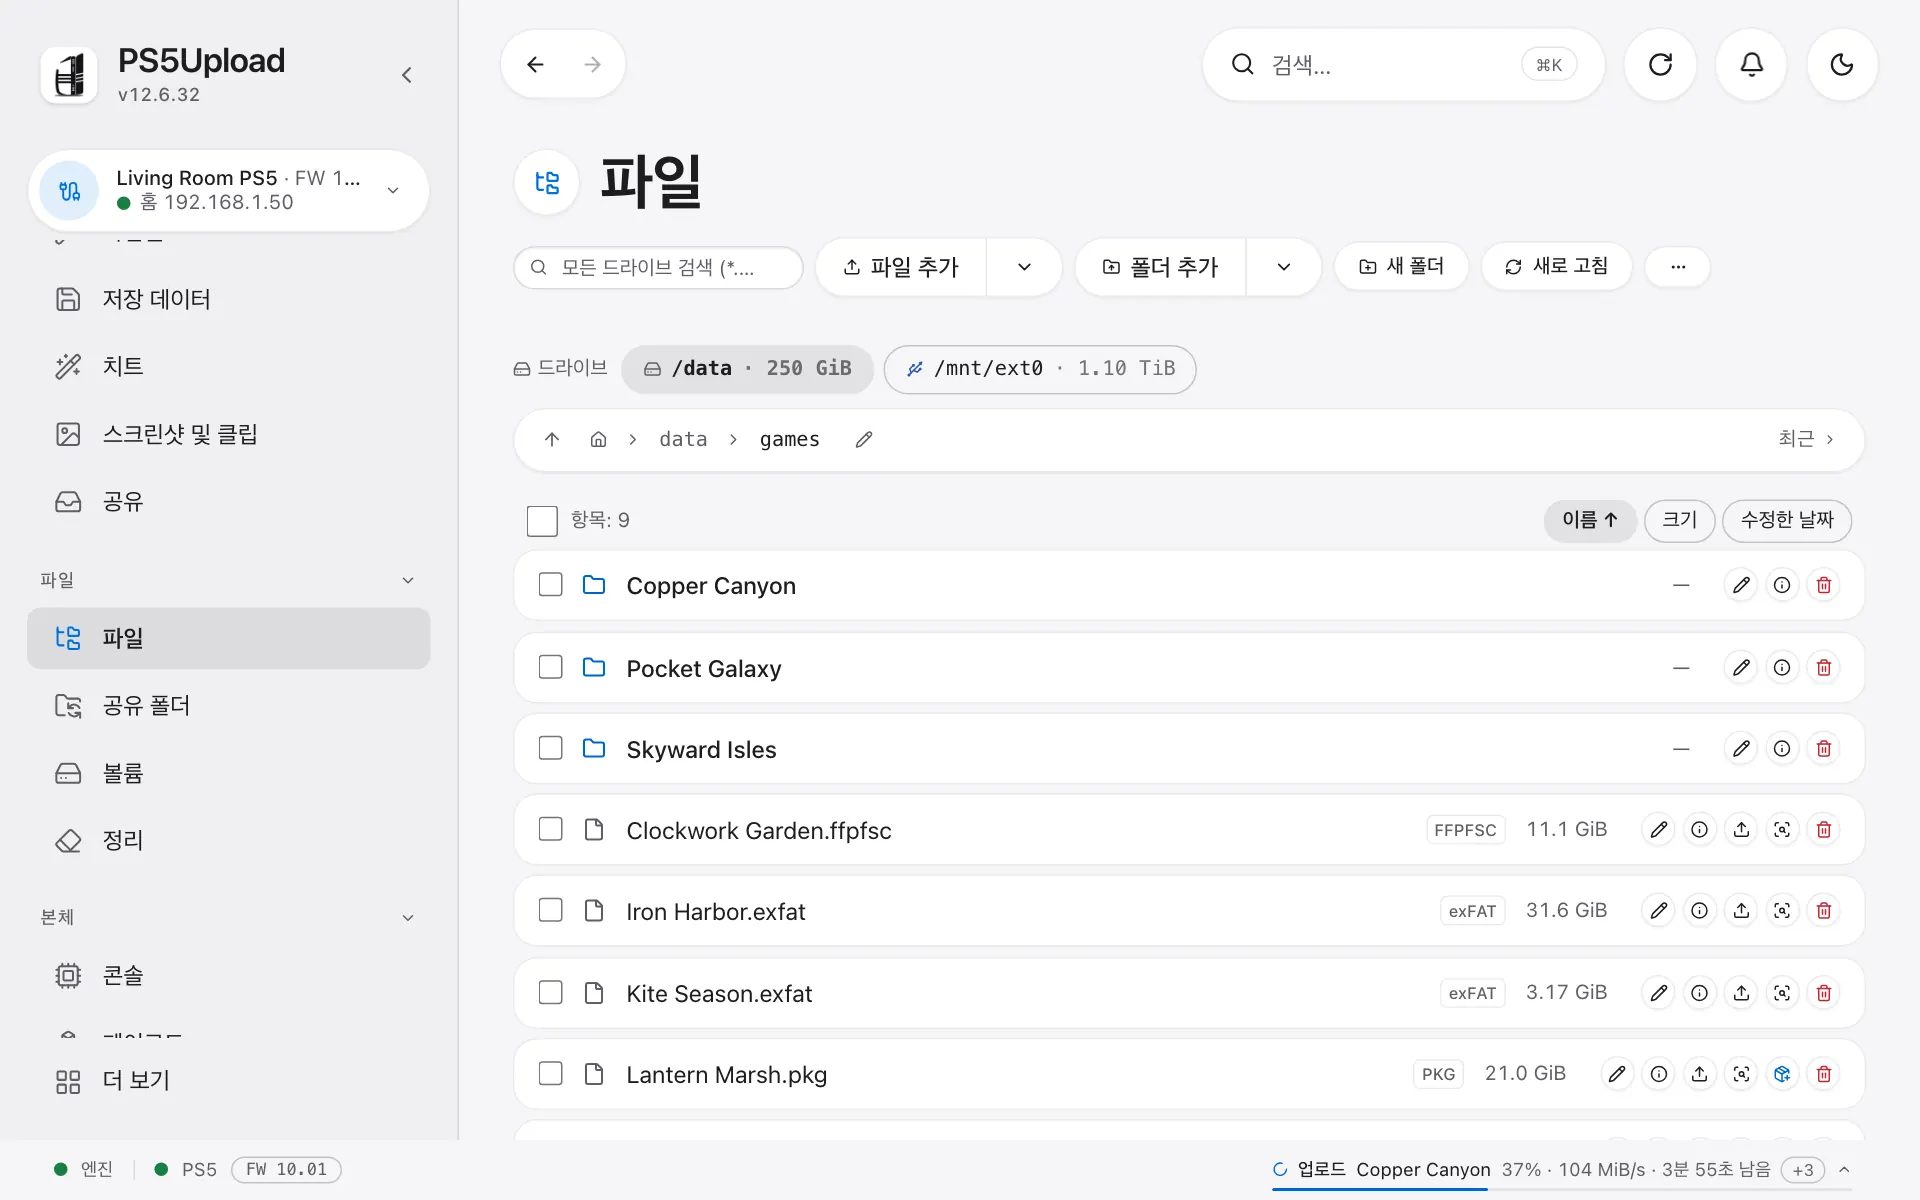 PS5Upload
v12.6.32
Living Room PS5 · FW 1...
홈 192.168.1.50
저장 데이터
치트
스크린샷 및 클립
공유
파일
파일
공유 폴더
볼륨
정리
본체
콘솔
더 보기
검색...
⌘K
파일
모든 드라이브 검색 (*....
파일 추가
폴더 추가
새 폴더
새로 고침
드라이브
/data · 250 GiB
/mnt/ext0 · 1.10 TiB
data
games
최근
항목: 9
이름 ↑
크기
수정한 날짜
Copper Canyon —
Pocket Galaxy —
Skyward Isles —
Clockwork Garden.ffpfsc FFPFSC 11.1 GiB
Iron Harbor.exfat exFAT 31.6 GiB
Kite Season.exfat exFAT 3.17 GiB
Lantern Marsh.pkg PKG 21.0 GiB
엔진
PS5
FW 10.01
업로드 Copper Canyon 37% · 104 MiB/s · 3분 55초 남음 +3